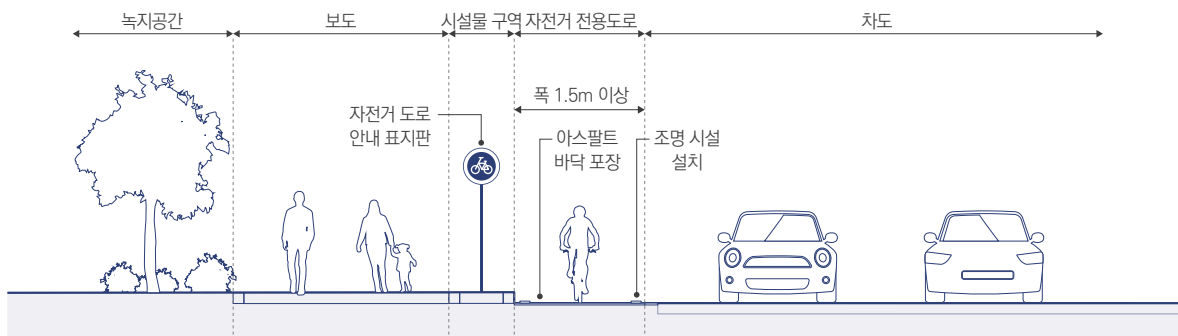 녹지공간
보도
시설물 구역
자전거 전용도로
차도
폭 1.5m 이상
자전거 도로
안내 표지판
아스팔트
바닥 포장
조명 시설
설치